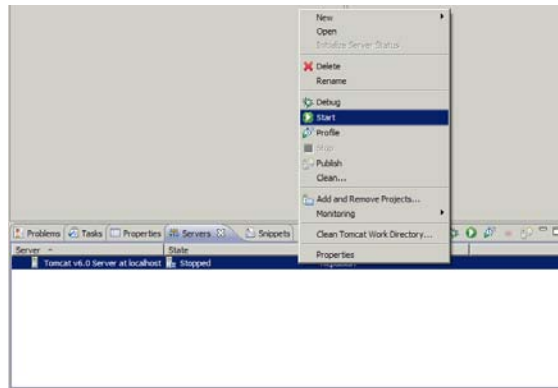 New
Open
Initialize Server Status
Delete
Rename
Debug
Start
Profile
Stop
Publish
Clean...
Add and Remove Projects...
Monitoring
Clean Tomcat Work Directory...
Properties
Problems Tasks Properties Servers Snippets
Server State
Tomcat v6.0 Server at localhost Stopped